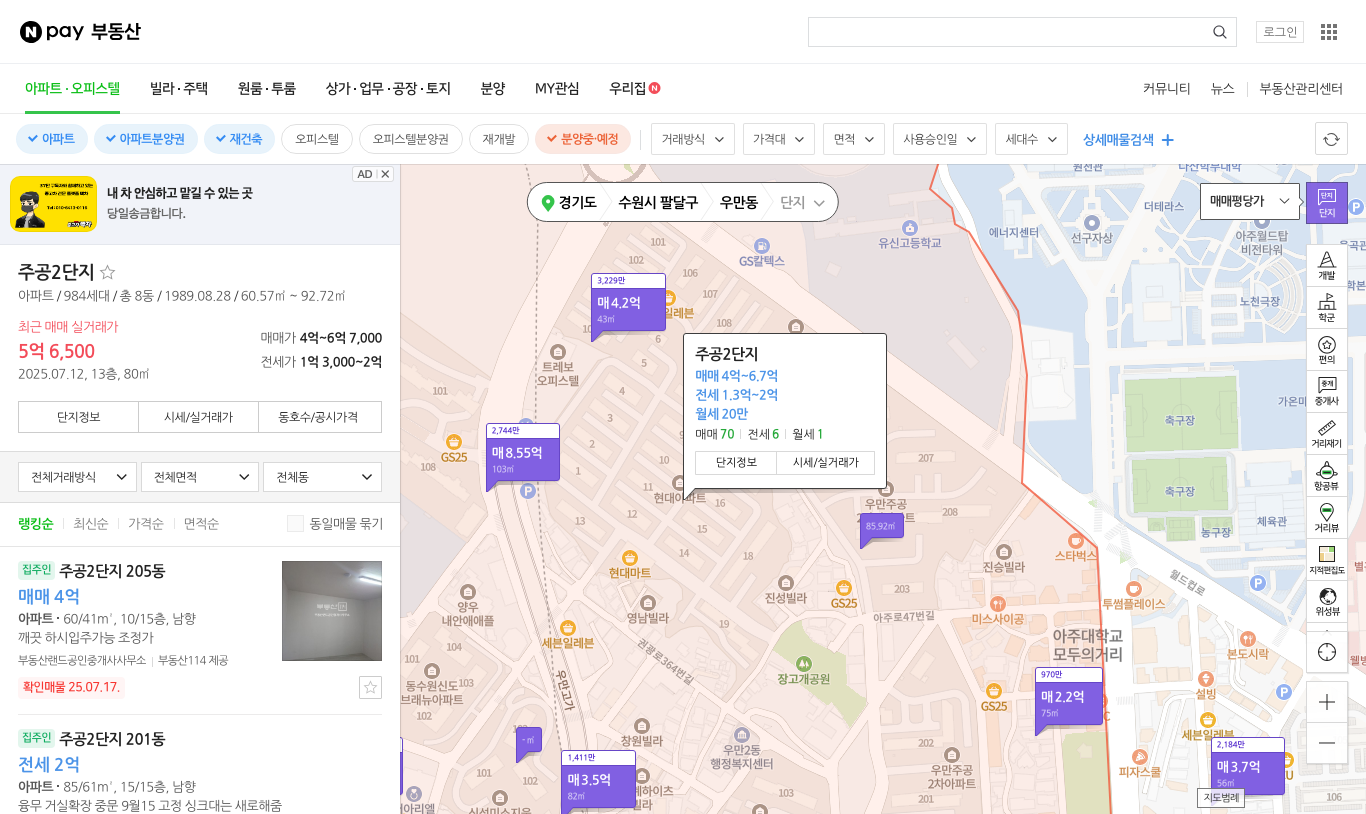 N pay 부동산
로그인
아파트 · 오피스텔 빌라 · 주택 원룸 · 투룸 상가 · 업무 · 공장 · 토지 분양 MY관심 우리집 N 커뮤니티 뉴스 부동산관리센터
아파트 아파트분양권 재건축 오피스텔 오피스텔분양권 재개발 분양중·예정 거래방식 가격대 면적 사용승인일 세대수 상세매물검색
AD
내 차 안심하고 맡길 수 있는 곳
당일송금합니다.
주공2단지
아파트 / 984세대 / 총 8동 / 1989.08.28 / 60.57㎡ ~ 92.72㎡
최근 매매 실거래가
5억 6,500
2025.07.12, 13층, 80㎡
매매가 4억~6억 7,000
전세가 1억 3,000~2억
단지정보 시세/실거래가 동호수/공시가격
전체거래방식 전체면적 전체동
랭킹순 최신순 가격순 면적순 동일매물 묶기
집주인 주공2단지 205동
매매 4억
아파트 · 60/41㎡, 10/15층, 남향
깨끗 하시입주가능 조정가
부동산랜드공인중개사사무소 부동산114 제공
확인매물 25.07.17.
집주인 주공2단지 201동
전세 2억
아파트 · 85/61㎡, 15/15층, 남향
융무 거실확장 중문 9월15 고정 싱크대는 새로해줌
경기도 수원시 팔달구 우만동 단지
매매평당가
단지
단지
개발
학군
편의
중개
중개사
거리재기
항공뷰
거리뷰
지적편집도
위성뷰
지도범례
주공2단지
매매 4억~6.7억
전세 1.3억~2억
월세 20만
매매 70 전세 6 월세 1
단지정보 시세/실거래가
3,229만
매 4.2억
43㎡
2,744만
매 8.55억
103㎡
85.92㎡
970만
매 2.2억
75㎡
- ㎡
1,411만
매 3.5억
82㎡
2,184만
매 3.7억
56㎡
더테라스
에너지센터
선구자상
아주월드탑
비전타워
노천극장
유신고등학교
GS칼텍스
101
102
106
107
108
트레보
오피스텔
축구장
축구장
농구장
체육관
GS25
108
현대아파트
우만주공
208
스타벅스
현대마트
진승빌라
월드컵로
진성빌라
GS25
투썸플레이스
양우
내안애애플
영남빌라
미스사이공
아주로47번길
세븐일레븐
권광로364번길
아주대학교
모두의거리
본도시락
104
장고개공원
동수원신도
브래뉴아파트
우만고가
GS25
설빙
창원빌라
우만2동
행정복지센터
세븐일레븐
우만주공
2차아파트
피자스쿨
207
202
201
106